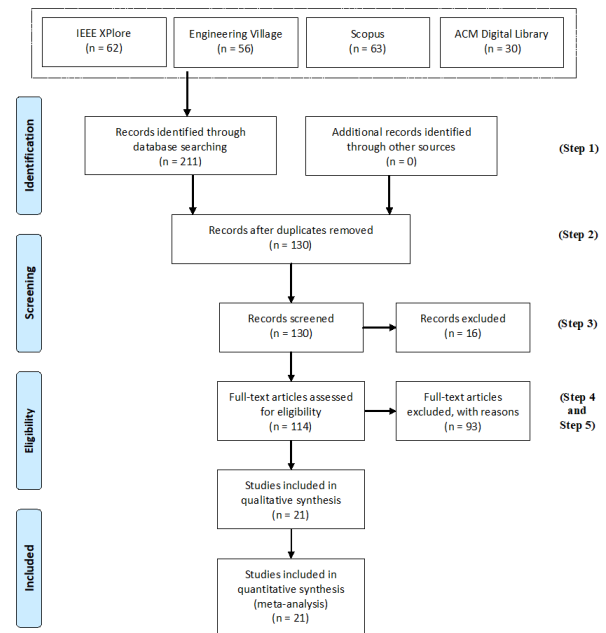 IEEE XPlore
(n = 62)
Engineering Village
(n = 56)
Scopus
(n = 63)
ACM Digital Library
(n = 30)
Identification
Records identified through
database searching
(n = 211)
Additional records identified
through other sources
(n = 0)
(Step 1)
Records after duplicates removed
(n = 130)
(Step 2)
Screening
Records screened
(n = 130)
Records excluded
(n = 16)
(Step 3)
Eligibility
Full-text articles assessed
for eligibility
(n = 114)
Full-text articles
excluded, with reasons
(n = 93)
(Step 4
and
Step 5)
Studies included in
qualitative synthesis
(n = 21)
Included
Studies included in
quantitative synthesis
(meta-analysis)
(n = 21)